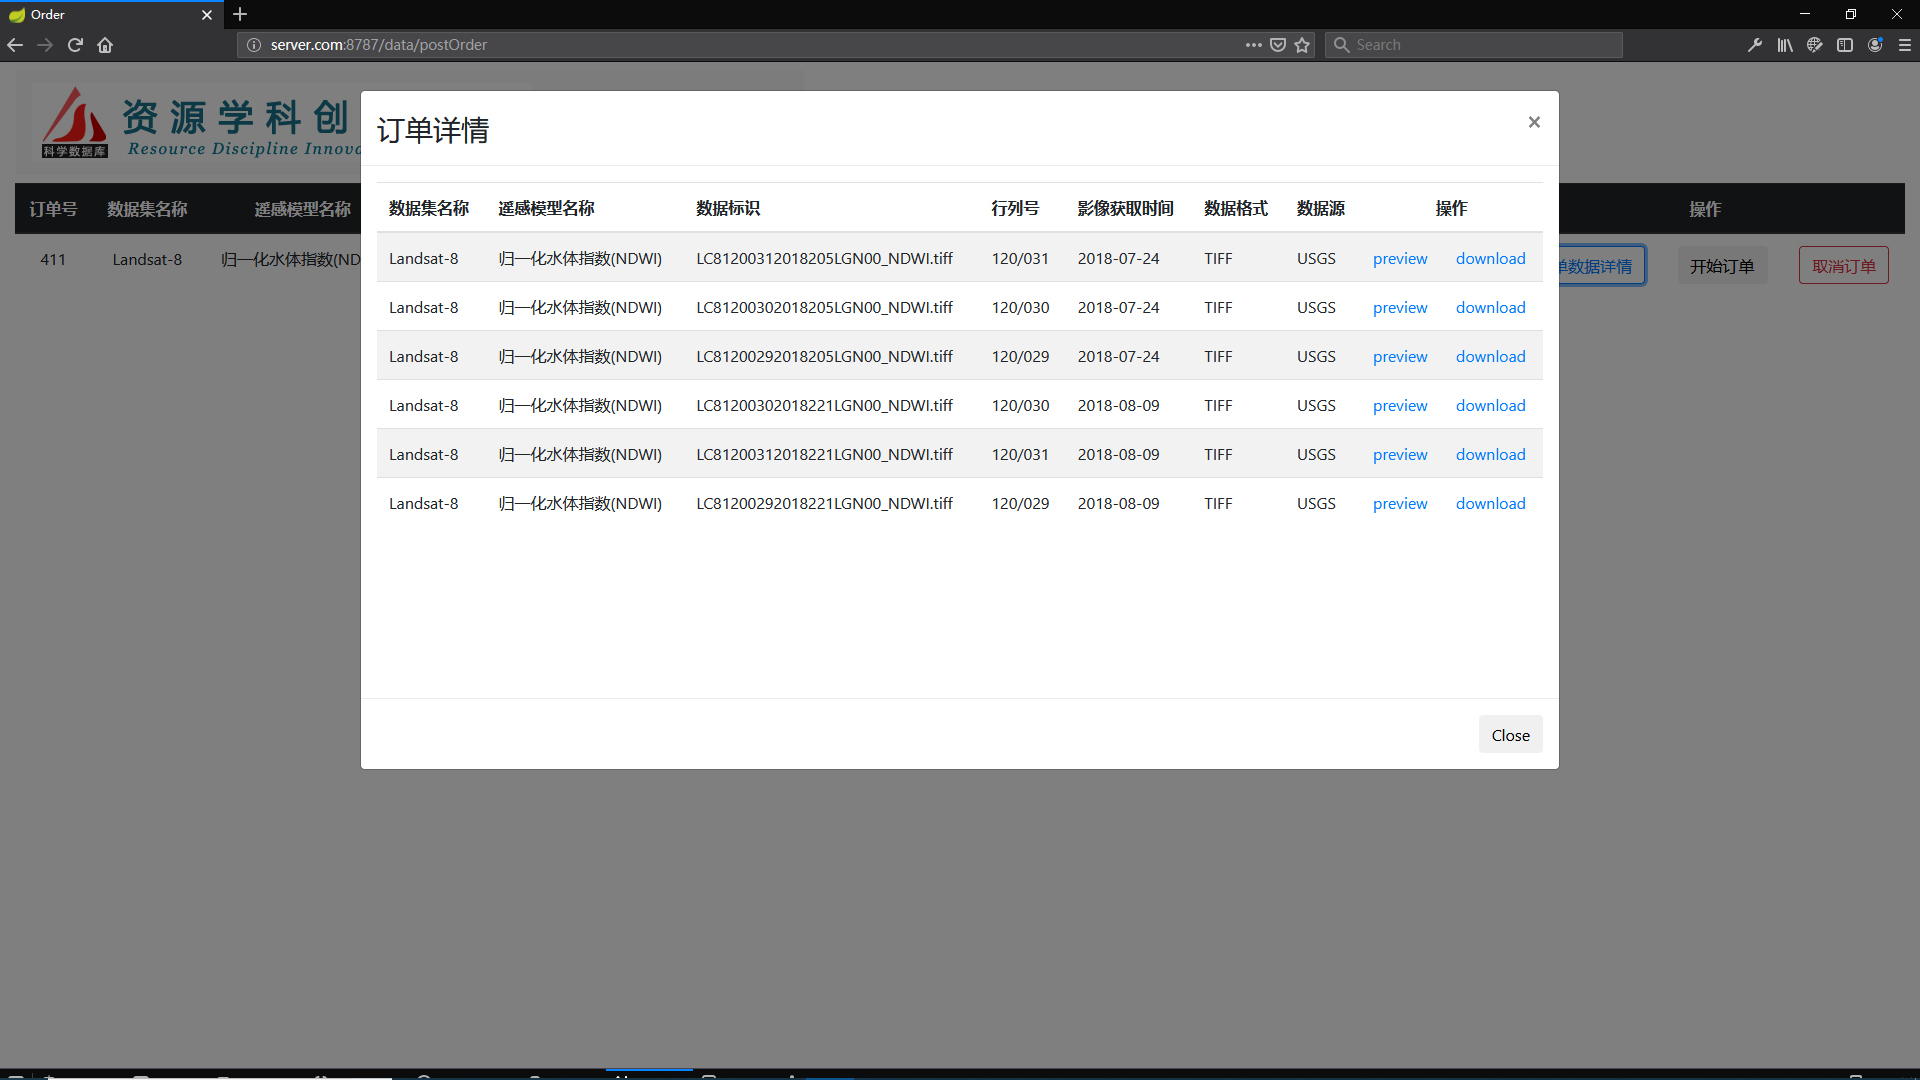 Order
server.com:8787/data/postOrder
Search
资源学科创
Resource Discipline Innov
科学数据库
订单详情
×
订单号 数据集名称 遥感模型名称 操作
411 Landsat-8 归一化水体指数(ND 单数据详情 开始订单 取消订单
数据集名称 遥感模型名称 数据标识 行列号 影像获取时间 数据格式 数据源 操作
Landsat-8 归一化水体指数(NDWI) LC81200312018205LGN00_NDWI.tiff 120/031 2018-07-24 TIFF USGS preview download
Landsat-8 归一化水体指数(NDWI) LC81200302018205LGN00_NDWI.tiff 120/030 2018-07-24 TIFF USGS preview download
Landsat-8 归一化水体指数(NDWI) LC81200292018205LGN00_NDWI.tiff 120/029 2018-07-24 TIFF USGS preview download
Landsat-8 归一化水体指数(NDWI) LC81200302018221LGN00_NDWI.tiff 120/030 2018-08-09 TIFF USGS preview download
Landsat-8 归一化水体指数(NDWI) LC81200312018221LGN00_NDWI.tiff 120/031 2018-08-09 TIFF USGS preview download
Landsat-8 归一化水体指数(NDWI) LC81200292018221LGN00_NDWI.tiff 120/029 2018-08-09 TIFF USGS preview download
Close